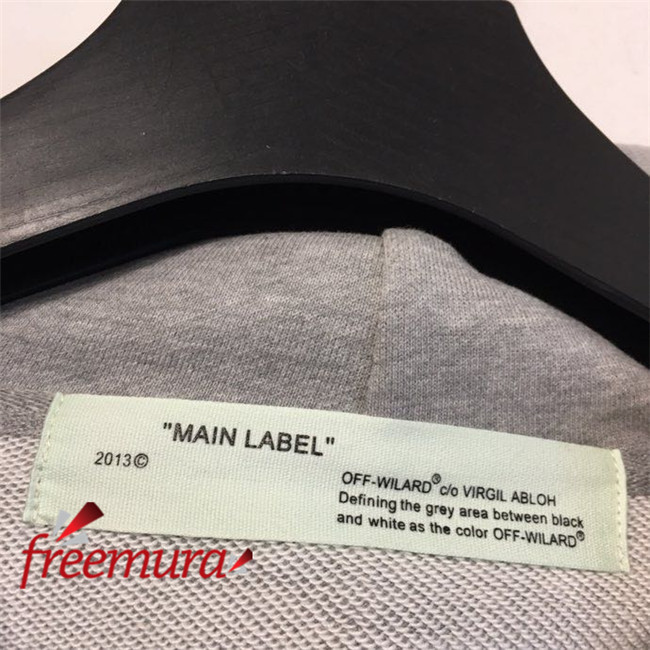 "MAIN LABEL"
2013©
OFF-WILARD® c/o VIRGIL ABLOH
Defining the grey area between black
and white as the color OFF-WILARD®
freemura